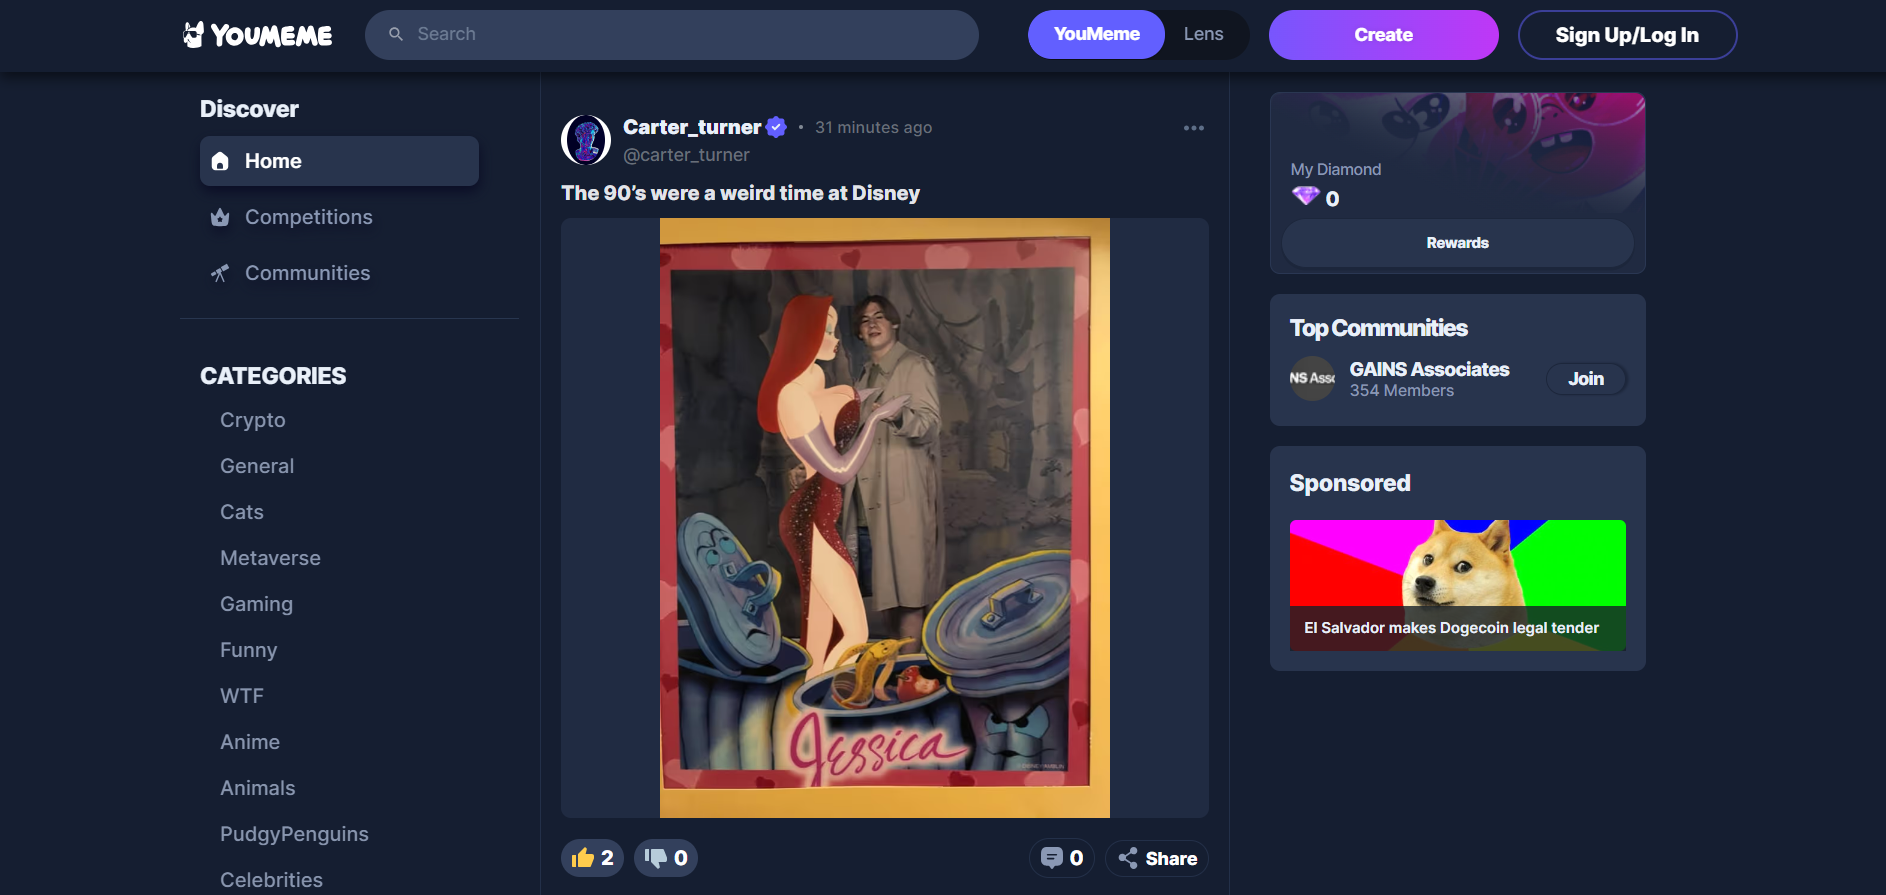 YOUMEME
Search
YouMeme
Lens
Create
Sign Up/Log In
Discover
Home
Competitions
Communities
CATEGORIES
Crypto
General
Cats
Metaverse
Gaming
Funny
WTF
Anime
Animals
PudgyPenguins
Celebrities
Carter_turner • 31 minutes ago
@carter_turner
The 90’s were a weird time at Disney
Jessica
2
0
0
Share
My Diamond
0
Rewards
Top Communities
NS Asso
GAINS Associates
354 Members
Join
Sponsored
El Salvador makes Dogecoin legal tender